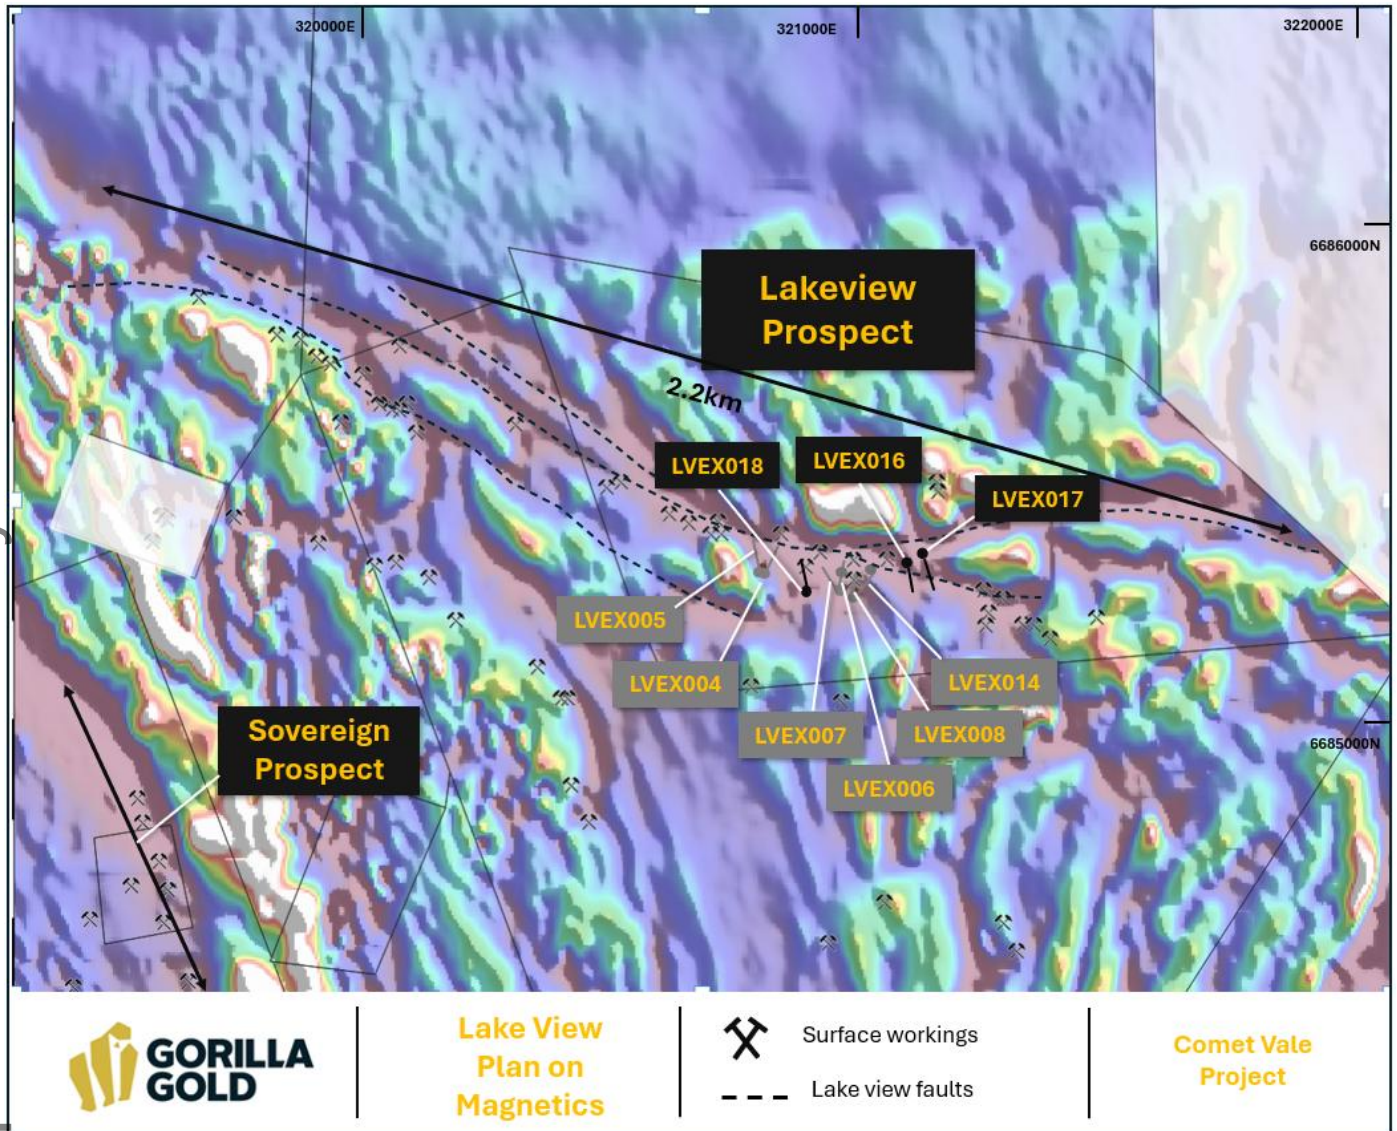 320000E
321000E
322000E
6686000N
Lakeview
Prospect
2.2km
LVEX018
LVEX016
LVEX017
LVEX005
LVEX004
LVEX014
LVEX007
LVEX008
LVEX006
Sovereign
Prospect
6685000N
GORILLA
GOLD
Lake View
Plan on
Magnetics
Surface workings
Lake view faults
Comet Vale
Project